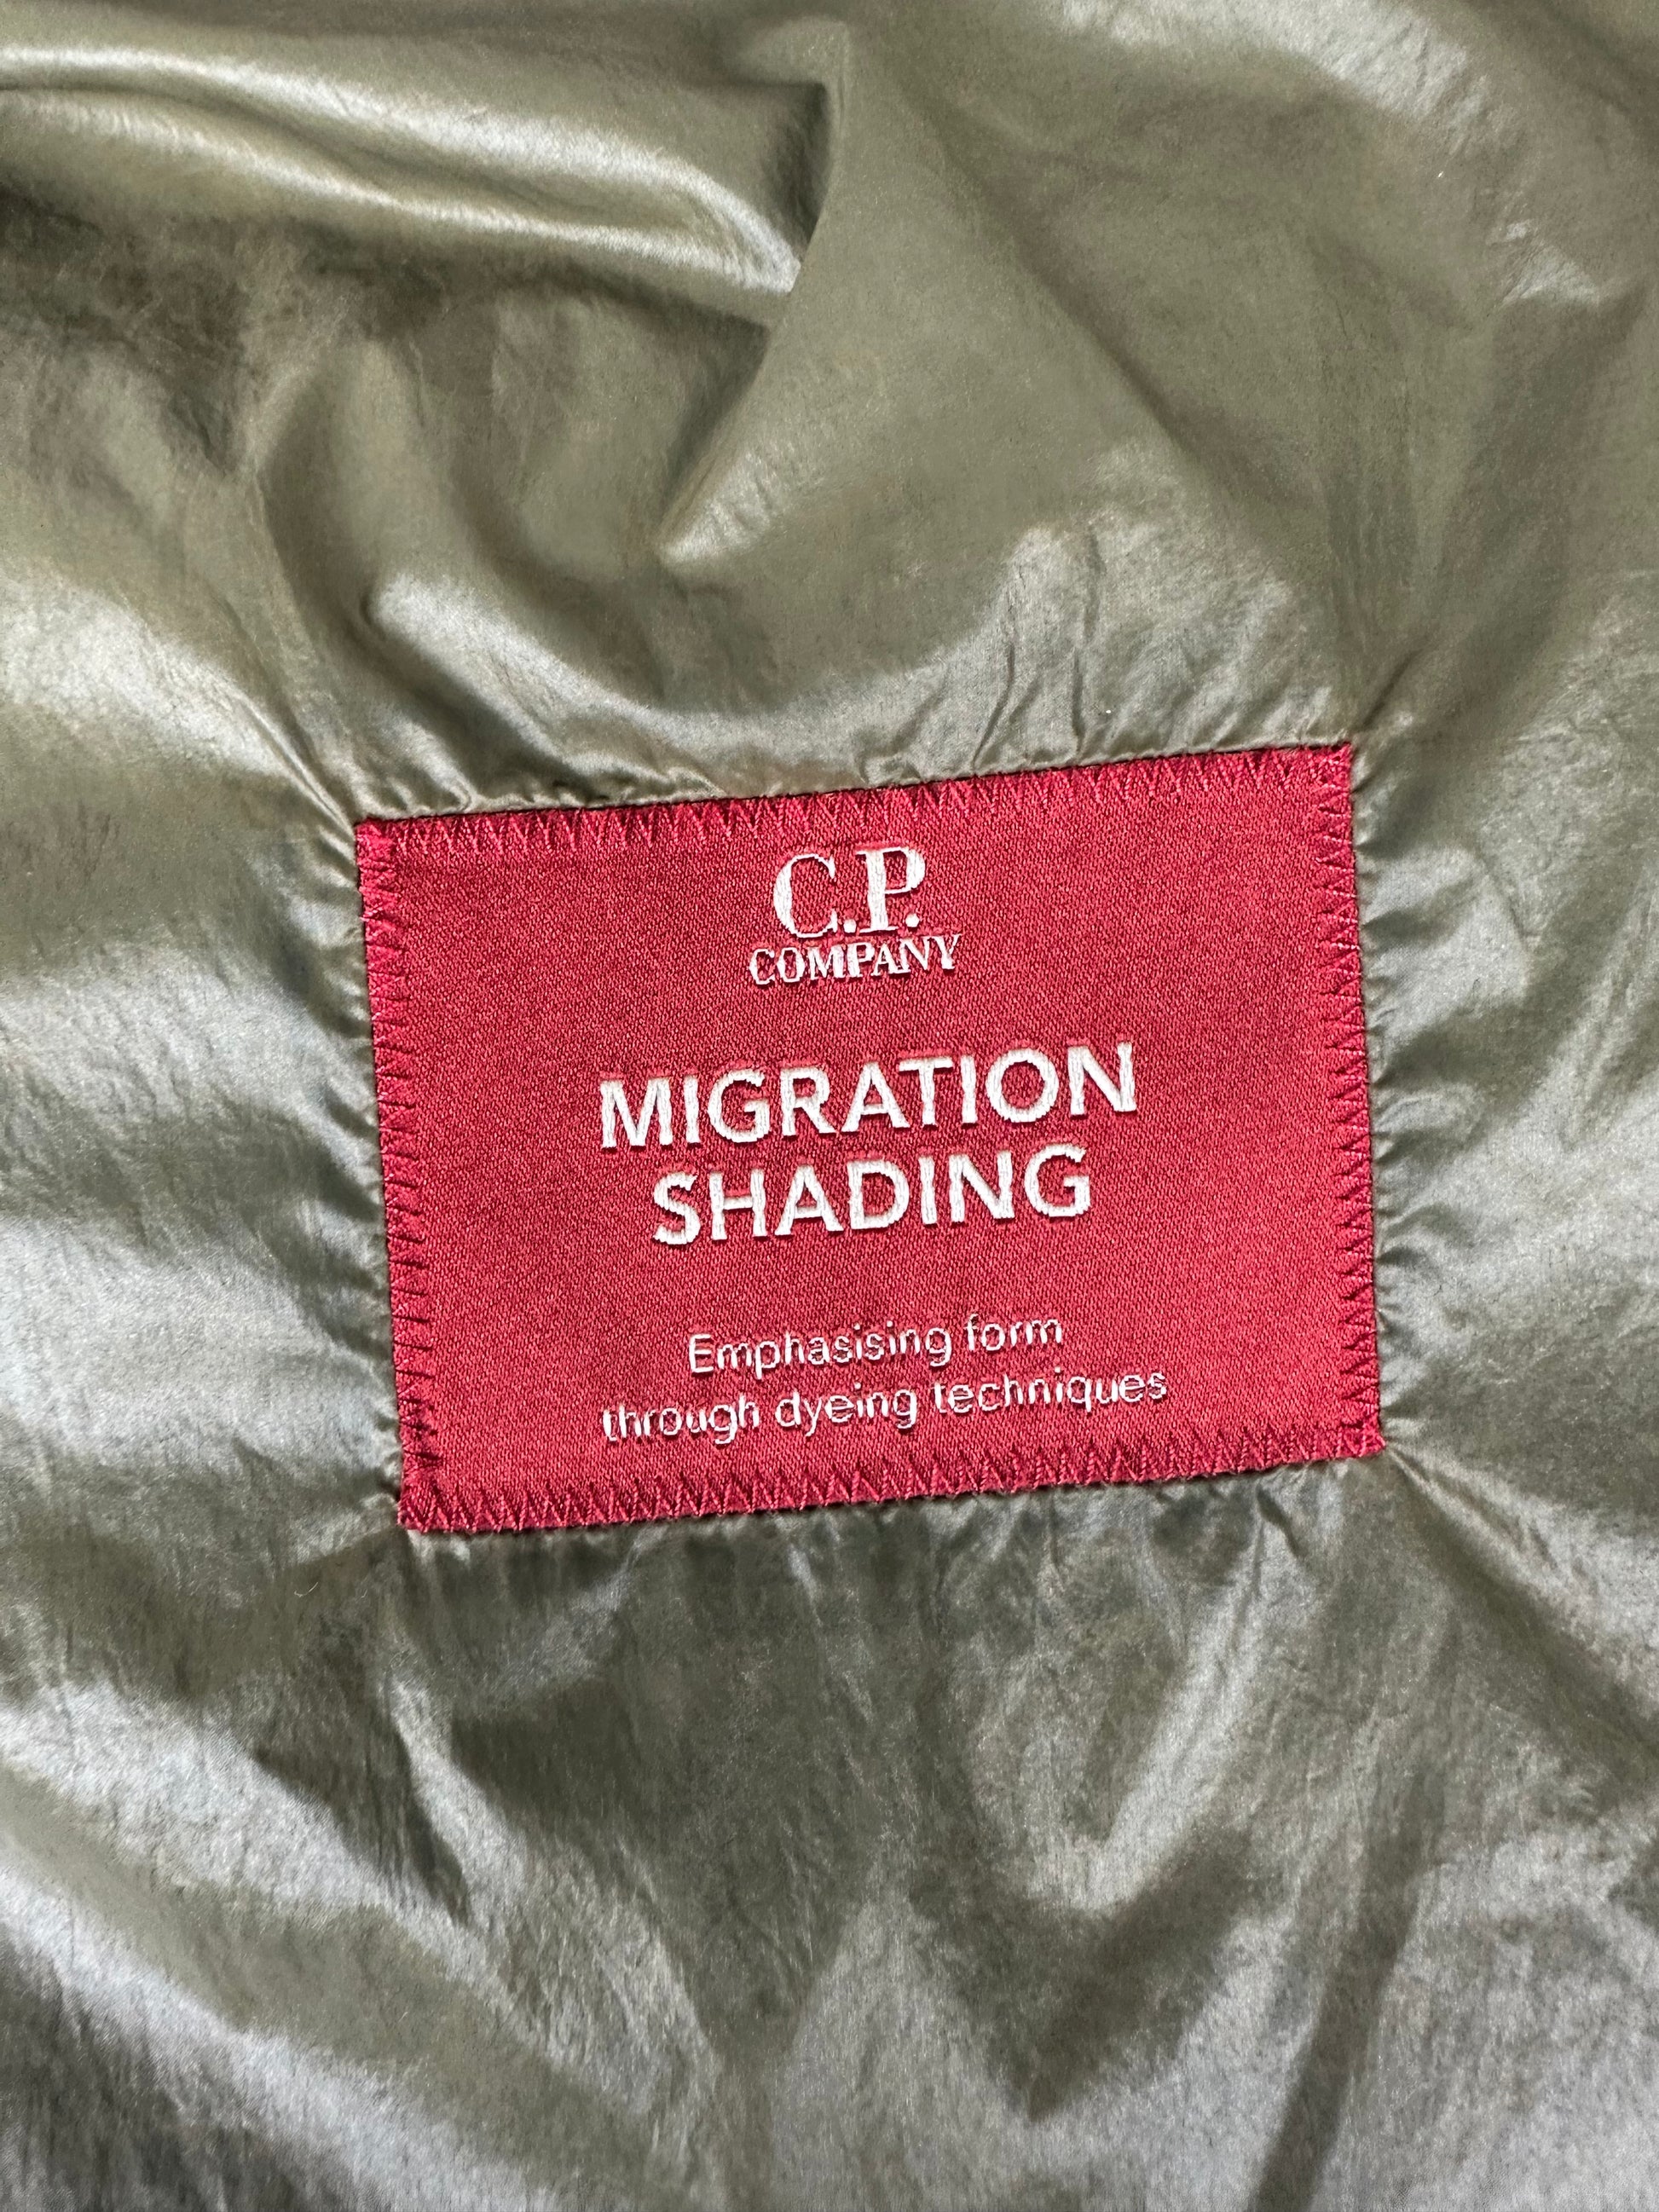 C.P.
COMPANY
MIGRATION
SHADING
Emphasising form
through dyeing techniques